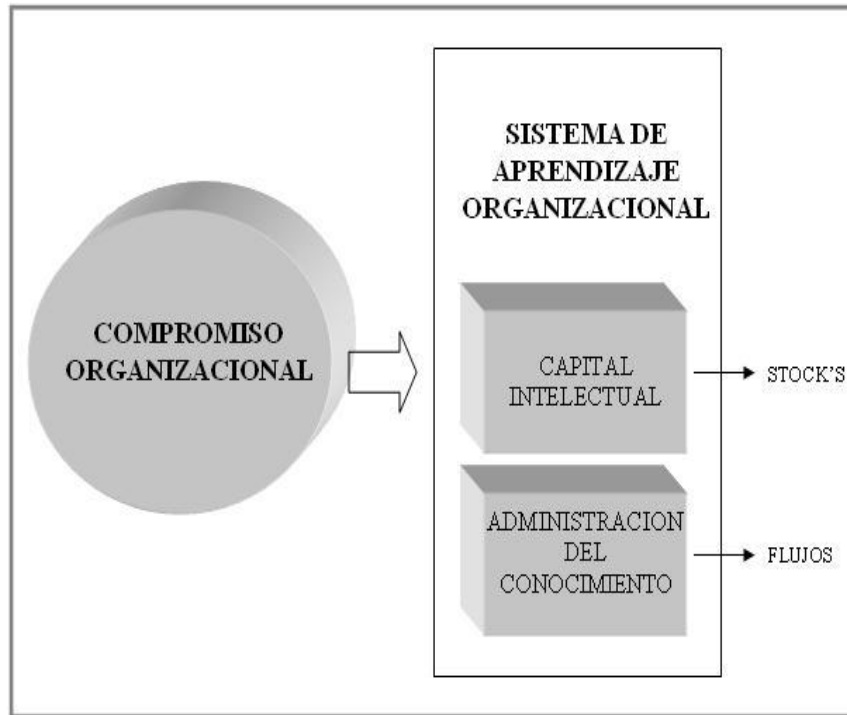 SISTEMA DE
APRENDIZAJE
ORGANIZACIONAL
COMPROMISO
ORGANIZACIONAL
CAPITAL
INTELECTUAL
STOCK'S
ADMINISTRACION
DEL
CONOCIMIENTO
FLUJOS